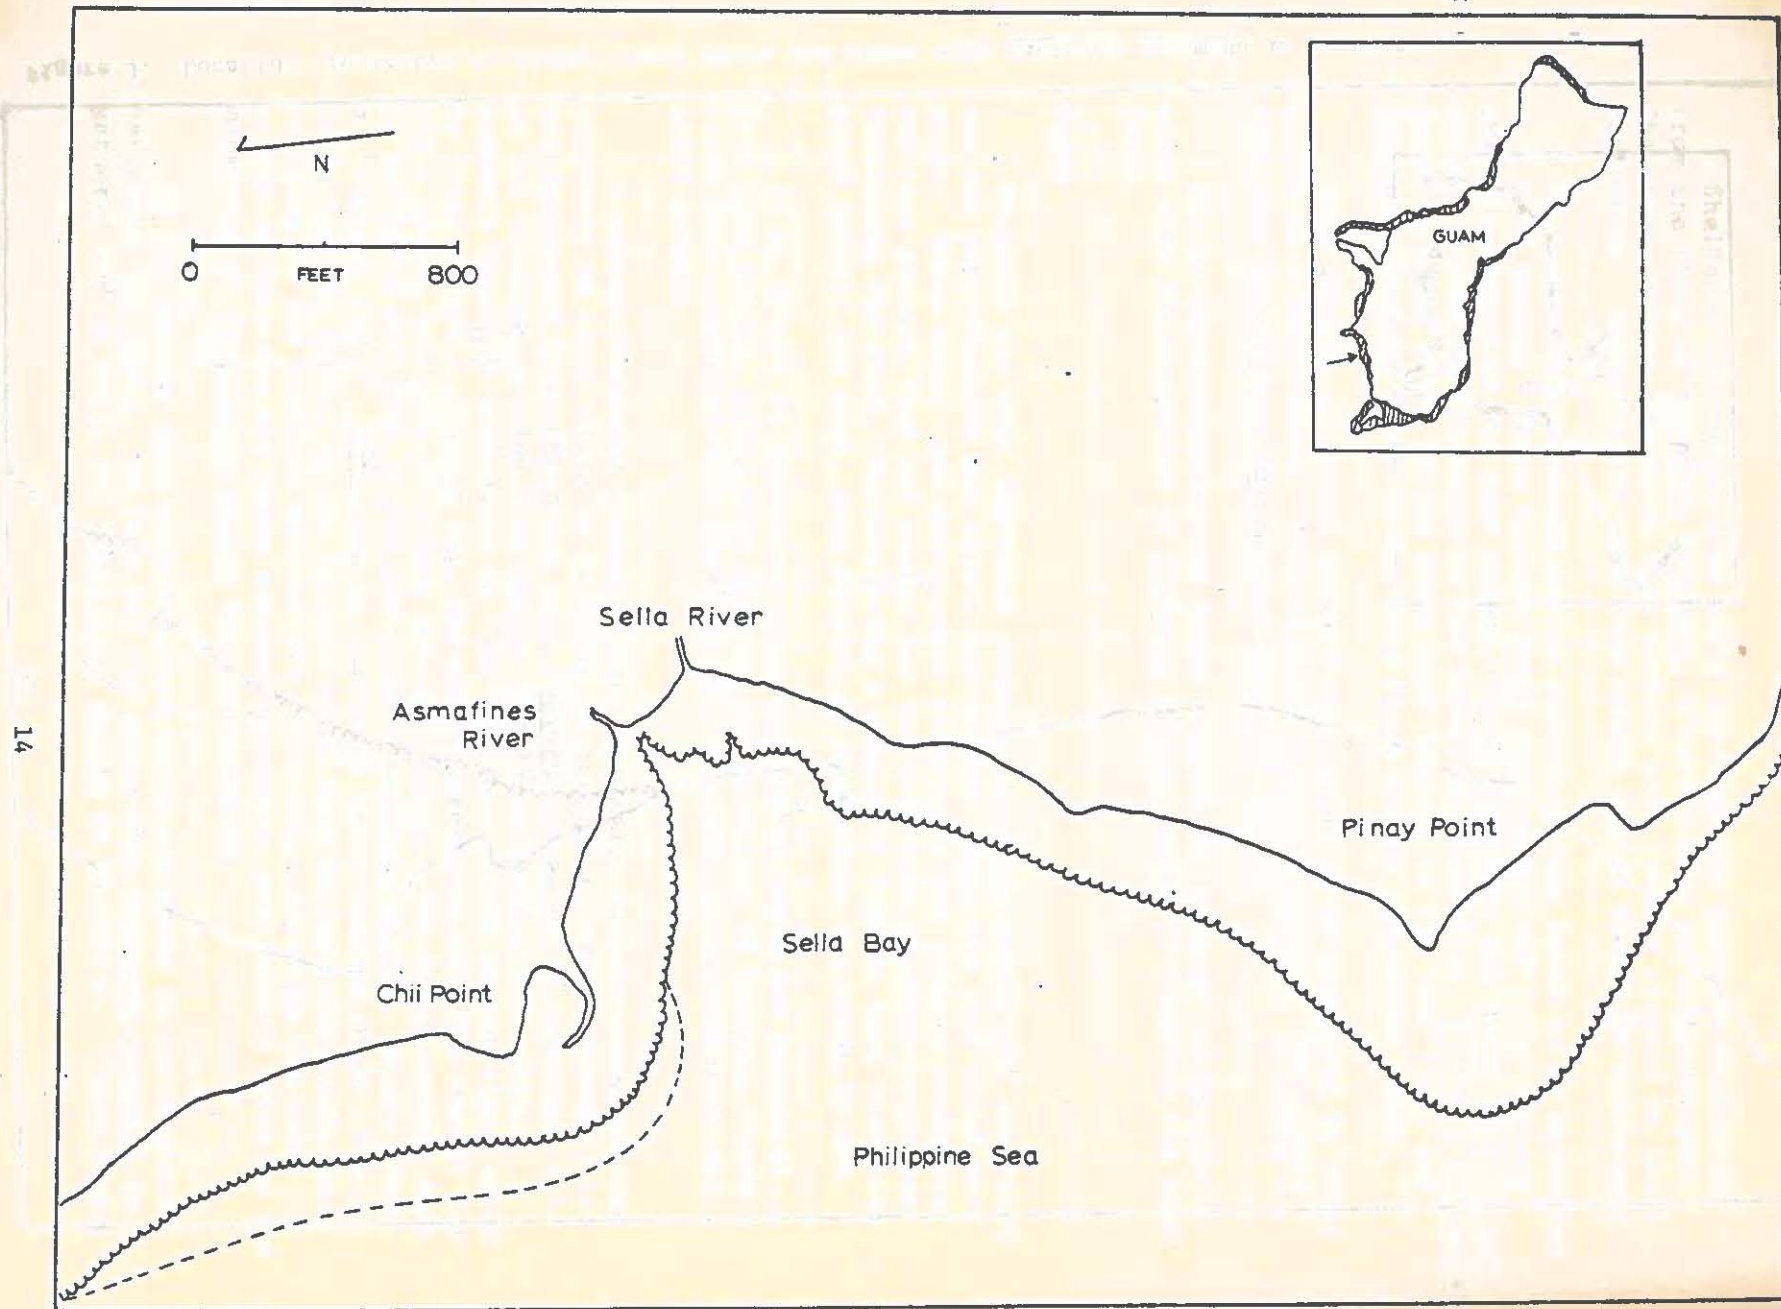 N
0 FEET 800
GUAM
Sella River
Asmafines
River
Pinay Point
Sella Bay
Chii Point
Philippine Sea
14